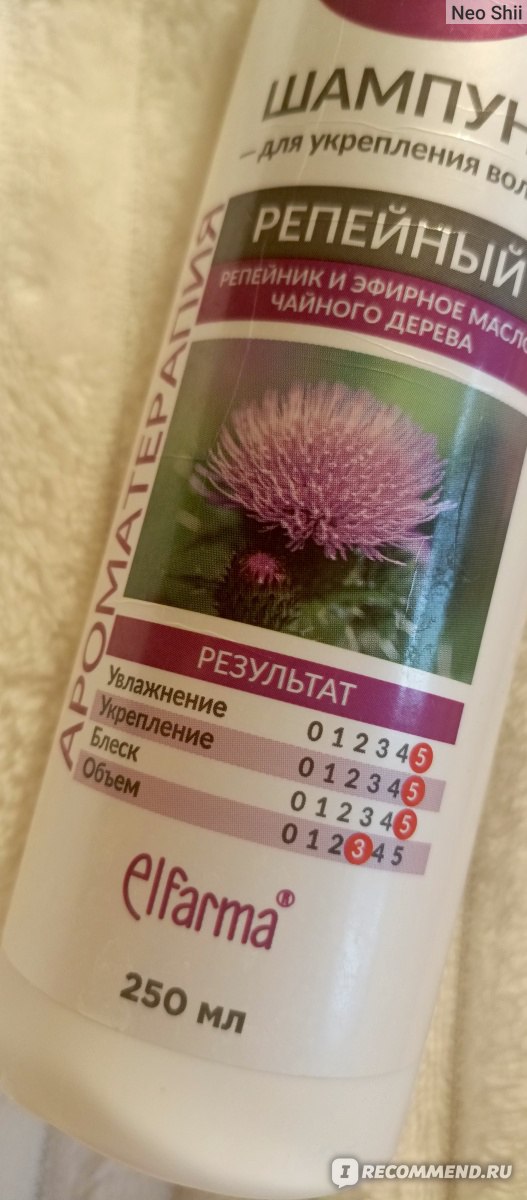 Neo Shii
ШАМПУН
– для укрепления вол
РЕПЕЙНЫЙ
РЕПЕЙНИК И ЭФИРНОЕ МАСЛО
ЧАЙНОГО ДЕРЕВА
АРОМАТЕРАПИЯ
РЕЗУЛЬТАТ
Увлажнение 0 1 2 3 4 5
Укрепление 0 1 2 3 4 5
Блеск 0 1 2 3 4 5
Объем 0 1 2 3 4 5
elfarma®
250 мл
IRECOMMEND.RU